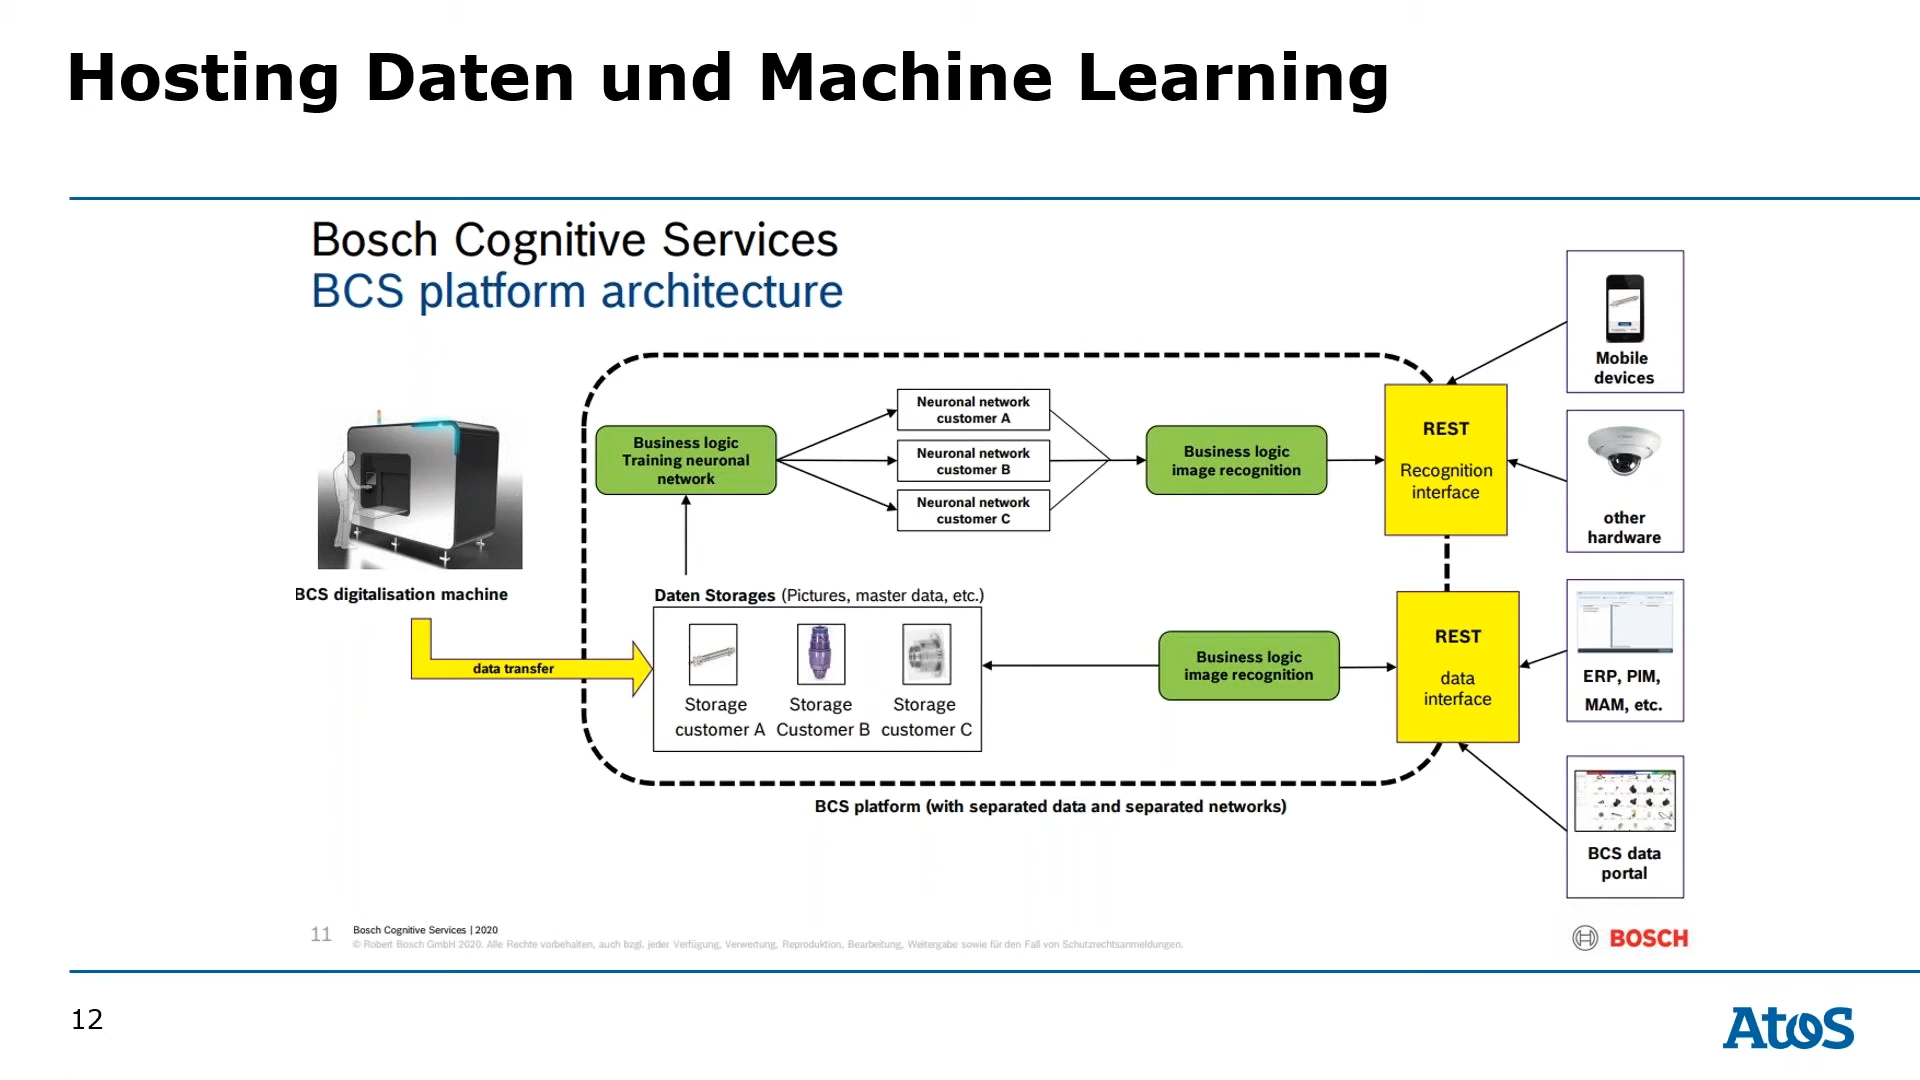 Hosting Daten und Machine Learning
Bosch Cognitive Services
BCS platform architecture
Mobile
devices
Neuronal network
customer A
Business logic
Training neuronal
network
Neuronal network
customer B
Neuronal network
customer C
Business logic
image recognition
REST
Recognition
interface
other
hardware
BCS digitalisation machine
data transfer
Daten Storages (Pictures, master data, etc.)
Storage
customer A
Storage
Customer B
Storage
customer C
Business logic
image recognition
REST
data
interface
ERP, PIM,
MAM, etc.
BCS data
portal
BCS platform (with separated data and separated networks)
11
Bosch Cognitive Services | 2020
© Robert Bosch GmbH 2020. Alle Rechte vorbehalten, auch bzgl. jeder Verfügung, Verwertung, Reproduktion, Bearbeitung, Weitergabe sowie für den Fall von Schutzrechtsanmeldungen.
BOSCH
12
Atos